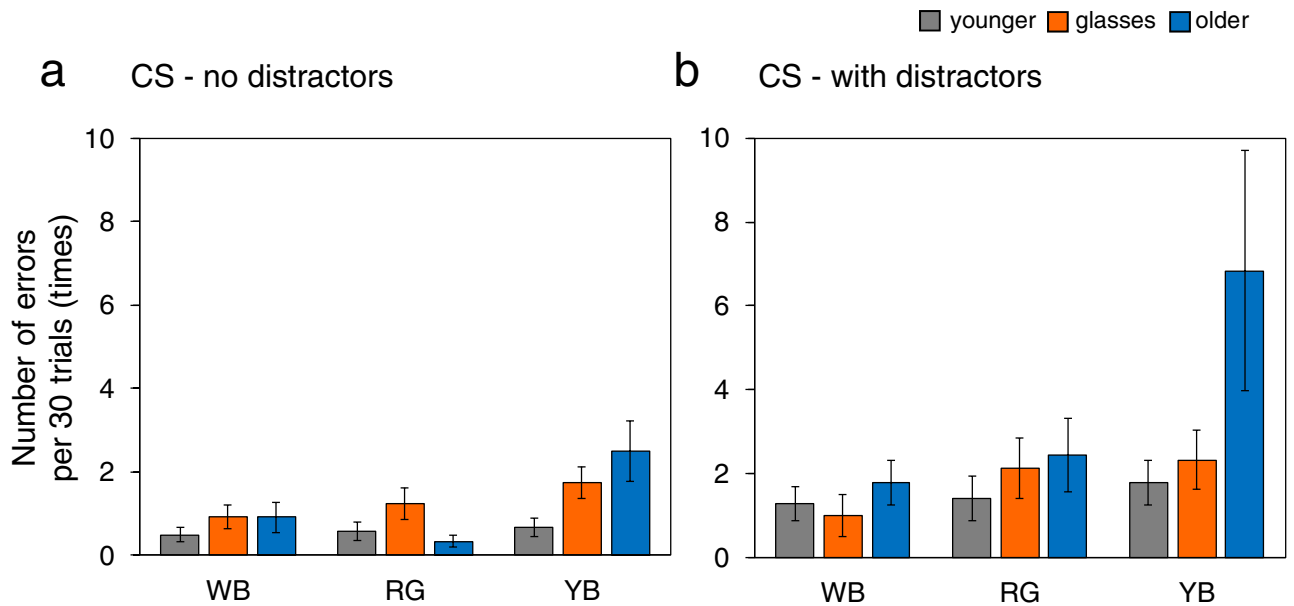 younger glasses older
a CS - no distractors
b CS - with distractors
Number of errors
per 30 trials (times)
10
8
6
4
2
0
WB RG YB
10
8
6
4
2
0
WB RG YB